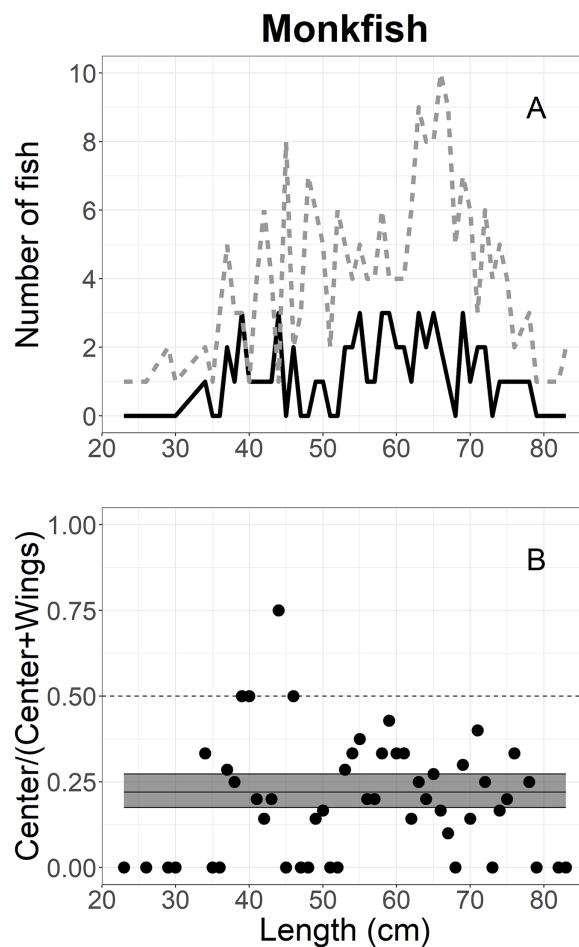 Monkfish
A
Number of fish
10
8
6
4
2
0
20 30 40 50 60 70 80
B
Center/(Center+Wings)
1.00
0.75
0.50
0.25
0.00
20 30 40 50 60 70 80
Length (cm)